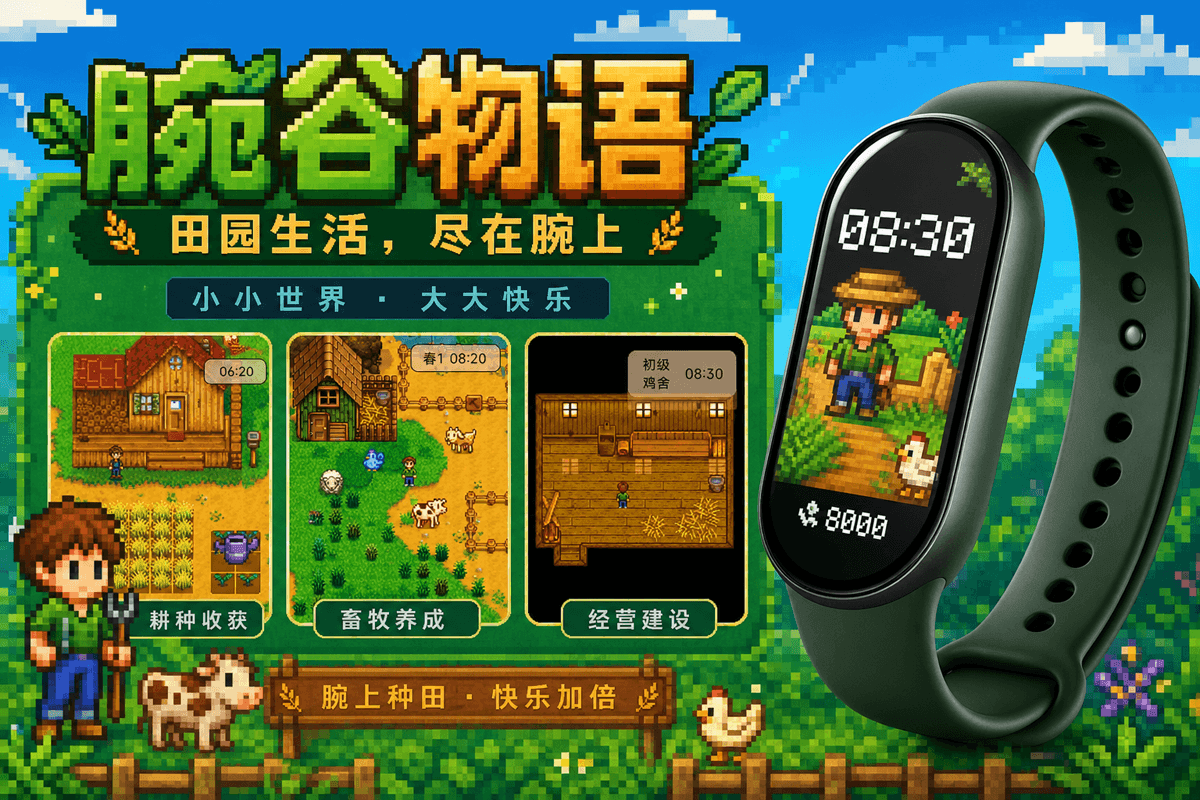 腕谷物语
田园生活，尽在腕上
小小世界 · 大大快乐
06:20
春1 08:20
初级
鸡舍 08:30
耕种收获
畜牧养成
经营建设
腕上种田 · 快乐加倍
08:30
8000